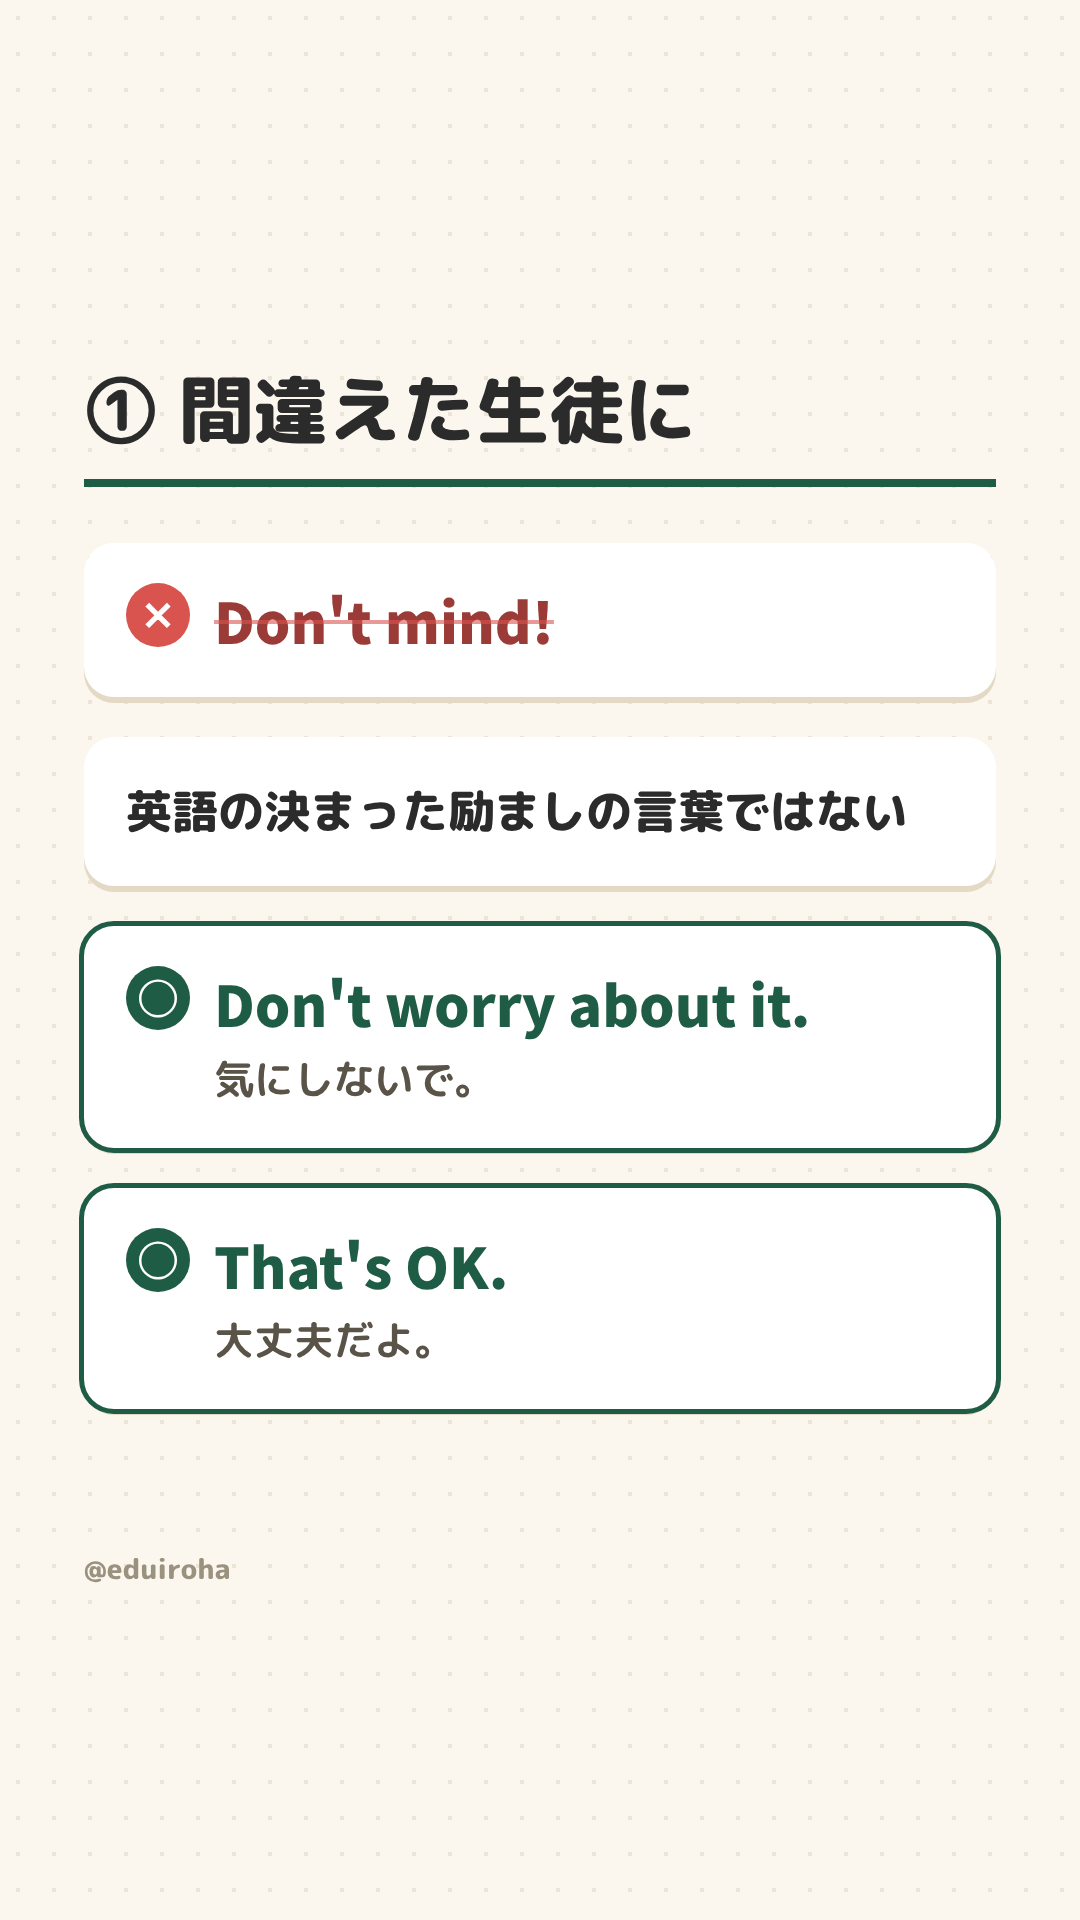 ① 間違えた生徒に
× Don't mind!
英語の決まった励ましの言葉ではない
○ Don't worry about it.
気にしないで。
○ That's OK.
大丈夫だよ。
@eduiroha